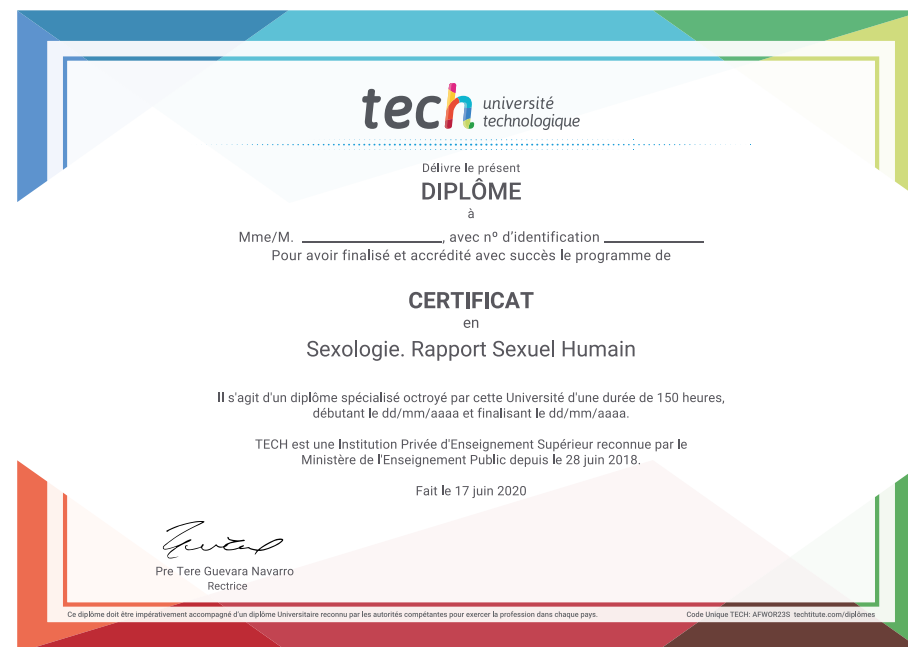 tech université
technologique
Délivre le présent
DIPLÔME
à
Mme/M. ____________________, avec nº d'identification ______________
Pour avoir finalisé et accrédité avec succès le programme de
CERTIFICAT
en
Sexologie. Rapport Sexuel Humain
Il s'agit d'un diplôme spécialisé octroyé par cette Université d'une durée de 150 heures,
débutant le dd/mm/aaaa et finalisant le dd/mm/aaaa.
TECH est une Institution Privée d'Enseignement Supérieur reconnue par le
Ministère de l'Enseignement Public depuis le 28 juin 2018.
Fait le 17 juin 2020
Pre Tere Guevara Navarro
Rectrice
Ce diplôme doit être impérativement accompagné d'un diplôme Universitaire reconnu par les autorités compétentes pour exercer la profession dans chaque pays.
Code Unique TECH: AFWOR23S techtitute.com/diplômes